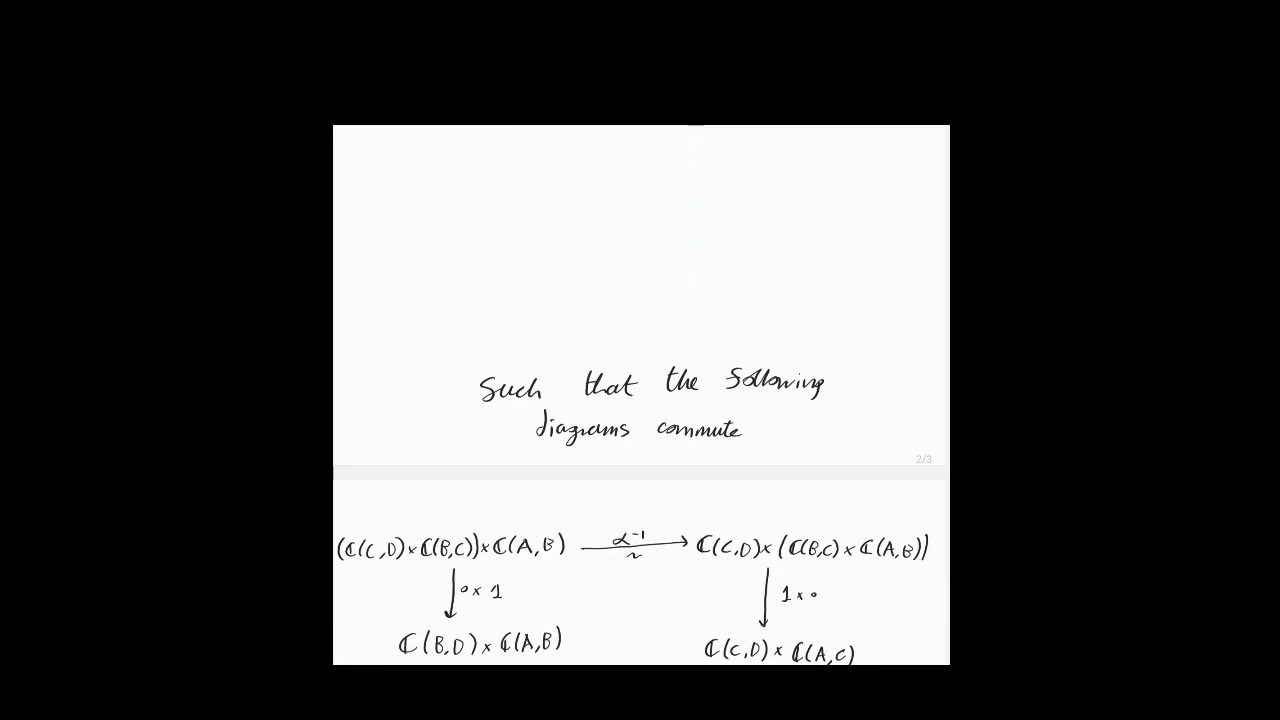 Such that the following
diagrams commute
2/3
(ℂ(C,D)×ℂ(B,C))×ℂ(A,B) α⁻¹ ℂ(C,D)×(ℂ(B,C)×ℂ(A,B))
~
∘×1 1×∘
ℂ(B,D)×ℂ(A,B) ℂ(C,D)×ℂ(A,C)